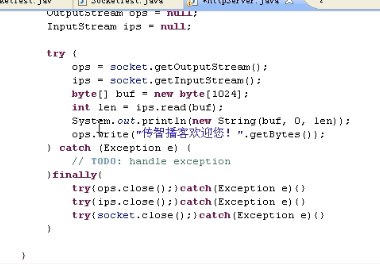 SocketTest.java
*HttpServer.java
OutputStream ops = null;
InputStream ips = null;
try {
ops = socket.getOutputStream();
ips = socket.getInputStream();
byte[] buf = new byte[1024];
int len = ips.read(buf);
System.out.println(new String(buf, 0, len));
ops.write("传智播客欢迎您！".getBytes());
} catch (Exception e) {
// TODO: handle exception
}finally{
try{ops.close();}catch(Exception e){}
try{ips.close();}catch(Exception e){}
try{socket.close();}catch(Exception e){}
}
}